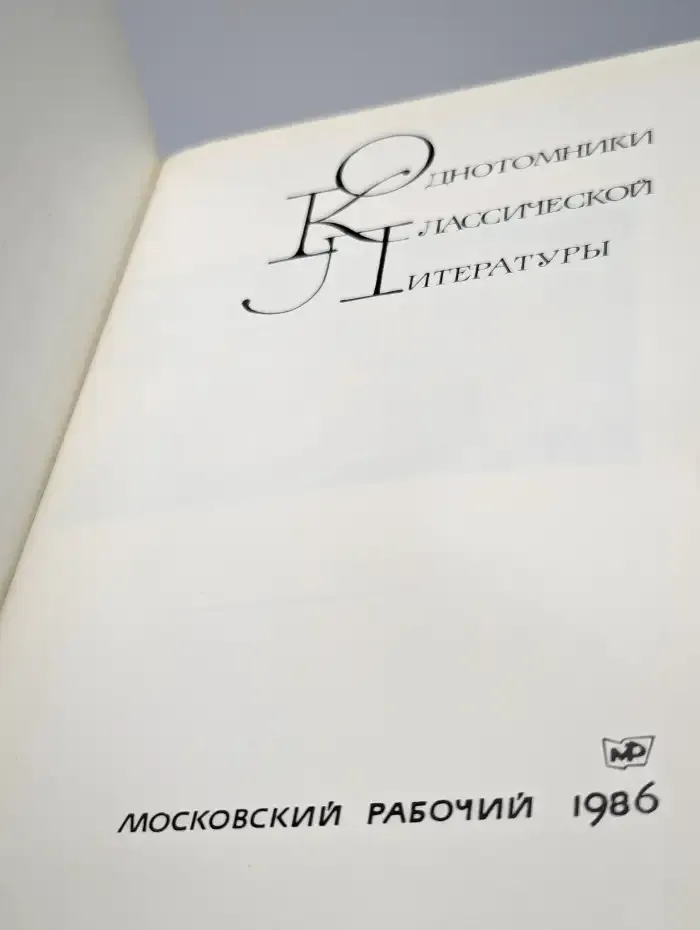 Однотомники
Классической
Литературы
МР
МОСКОВСКИЙ РАБОЧИЙ 1986